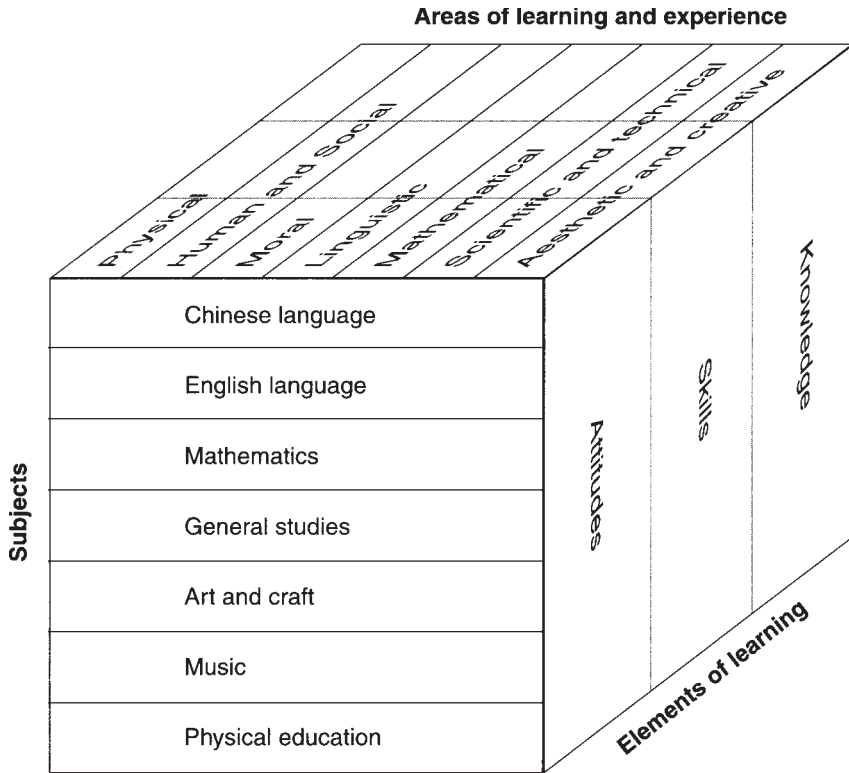 Areas of learning and experience
Physical
Human and Social
Moral
Linguistic
Mathematical
Scientific and technical
Aesthetic and creative
Subjects
Chinese language
English language
Mathematics
General studies
Art and craft
Music
Physical education
Attitudes
Skills
Knowledge
Elements of learning